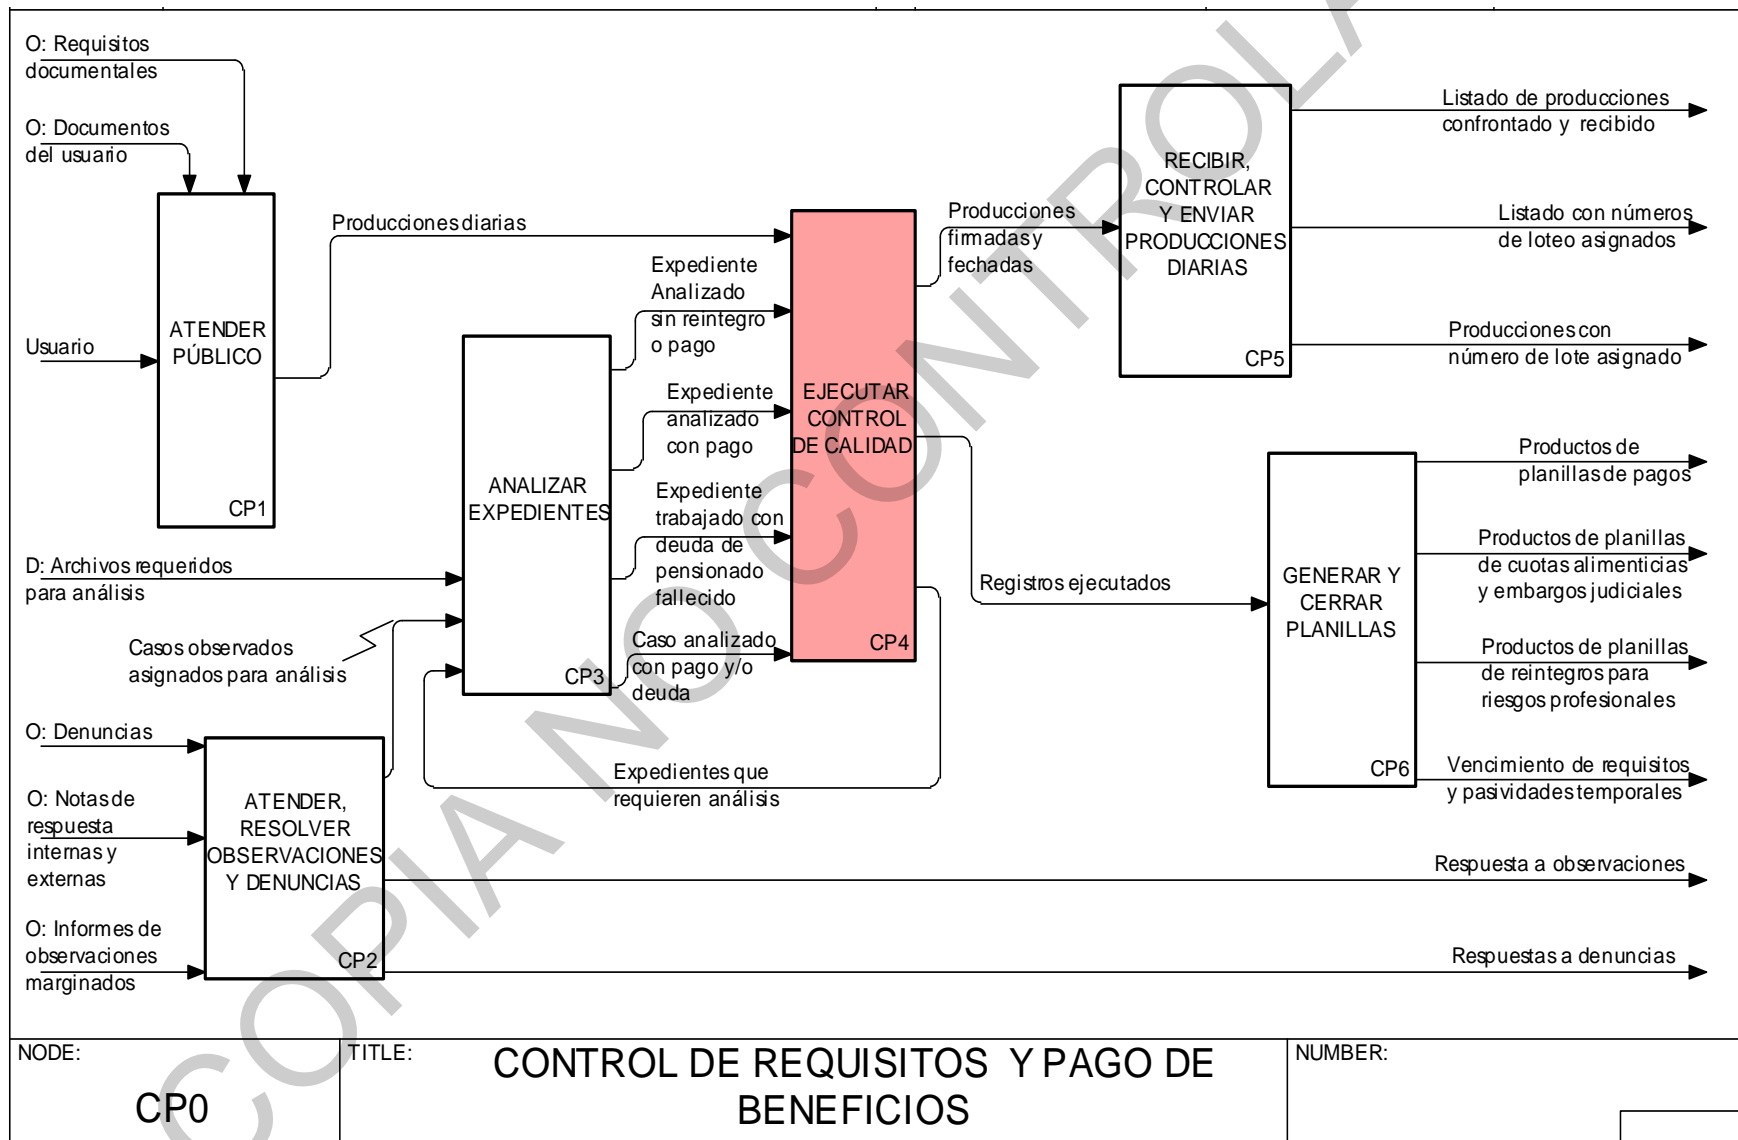 O: Requisitos
documentales
O: Documentos
del usuario
Usuario
ATENDER
PÚBLICO
CP1
Producciones diarias
Expediente
Analizado
sin reintegro
o pago
Expediente
analizado
con pago
Expediente
trabajado con
deuda de
pensionado
fallecido
Caso analizado
con pago y/o
deuda
ANALIZAR
EXPEDIENTES
CP3
D: Archivos requeridos
para análisis
Casos observados
asignados para análisis
O: Denuncias
O: Notas de
respuesta
internas y
externas
O: Informes de
observaciones
marginados
ATENDER,
RESOLVER
OBSERVACIONES
Y DENUNCIAS
CP2
Expedientes que
requieren análisis
EJECUTAR
CONTROL
DE CALIDAD
CP4
Producciones
firmadas y
fechadas
Registros ejecutados
RECIBIR,
CONTROLAR
Y ENVIAR
PRODUCCIONES
DIARIAS
CP5
Listado de producciones
confrontado y recibido
Listado con números
de loteo asignados
Producciones con
número de lote asignado
GENERAR Y
CERRAR
PLANILLAS
CP6
Productos de
planillas de pagos
Productos de planillas
de cuotas alimenticias
y embargos judiciales
Productos de planillas
de reintegros para
riesgos profesionales
Vencimiento de requisitos
y pasividades temporales
Respuesta a observaciones
Respuestas a denuncias
COPIA NO CONTROLA
NODE:
CP0
TITLE:
CONTROL DE REQUISITOS Y PAGO DE
BENEFICIOS
NUMBER: